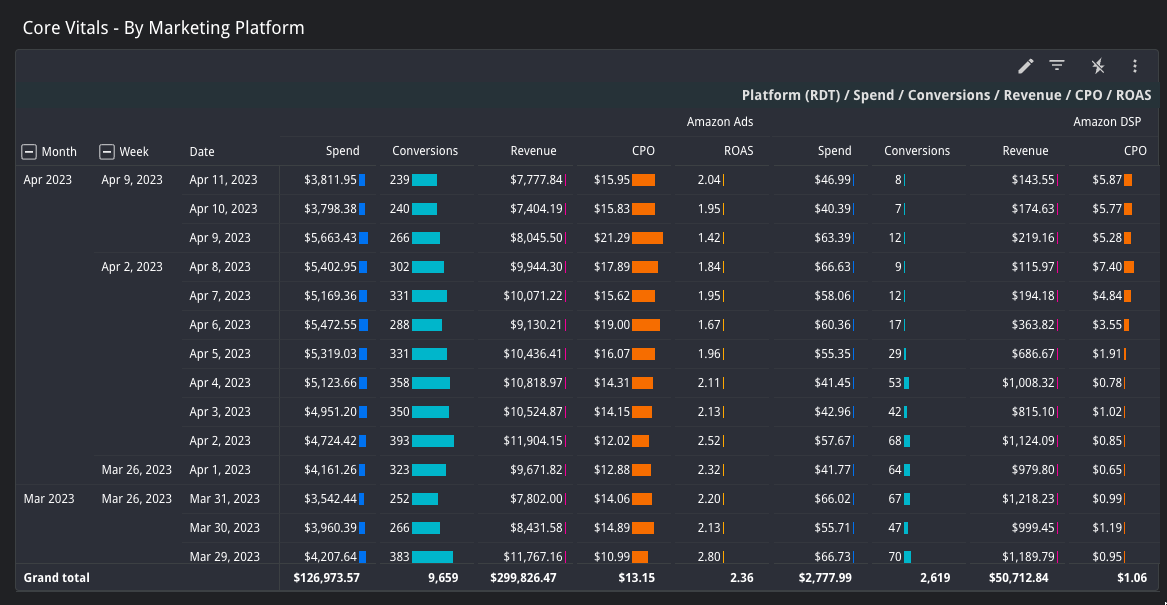 Core Vitals - By Marketing Platform
Platform (RDT) / Spend / Conversions / Revenue / CPO / ROAS
Amazon Ads Amazon DSP
Month Week Date Spend Conversions Revenue CPO ROAS Spend Conversions Revenue CPO
Apr 2023 Apr 9, 2023 Apr 11, 2023 $3,811.95 239 $7,777.84 $15.95 2.04 $46.99 8 $143.55 $5.87
Apr 10, 2023 $3,798.38 240 $7,404.19 $15.83 1.95 $40.39 7 $174.63 $5.77
Apr 9, 2023 $5,663.43 266 $8,045.50 $21.29 1.42 $63.39 12 $219.16 $5.28
Apr 2, 2023 Apr 8, 2023 $5,402.95 302 $9,944.30 $17.89 1.84 $66.63 9 $115.97 $7.40
Apr 7, 2023 $5,169.36 331 $10,071.22 $15.62 1.95 $58.06 12 $194.18 $4.84
Apr 6, 2023 $5,472.55 288 $9,130.21 $19.00 1.67 $60.36 17 $363.82 $3.55
Apr 5, 2023 $5,319.03 331 $10,436.41 $16.07 1.96 $55.35 29 $686.67 $1.91
Apr 4, 2023 $5,123.66 358 $10,818.97 $14.31 2.11 $41.45 53 $1,008.32 $0.78
Apr 3, 2023 $4,951.20 350 $10,524.87 $14.15 2.13 $42.96 42 $815.10 $1.02
Apr 2, 2023 $4,724.42 393 $11,904.15 $12.02 2.52 $57.67 68 $1,124.09 $0.85
Mar 26, 2023 Apr 1, 2023 $4,161.26 323 $9,671.82 $12.88 2.32 $41.77 64 $979.80 $0.65
Mar 2023 Mar 26, 2023 Mar 31, 2023 $3,542.44 252 $7,802.00 $14.06 2.20 $66.02 67 $1,218.23 $0.99
Mar 30, 2023 $3,960.39 266 $8,431.58 $14.89 2.13 $55.71 47 $999.45 $1.19
Mar 29, 2023 $4,207.64 383 $11,767.16 $10.99 2.80 $66.73 70 $1,189.79 $0.95
Grand total $126,973.57 9,659 $299,826.47 $13.15 2.36 $2,777.99 2,619 $50,712.84 $1.06